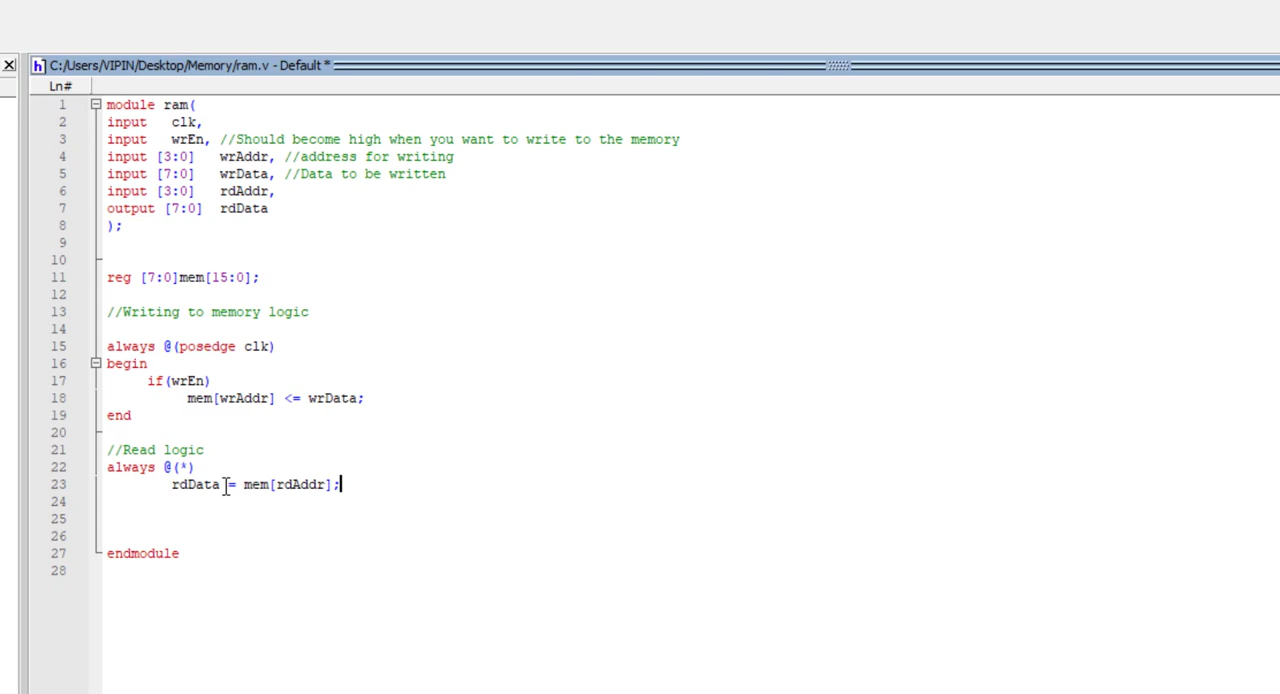 C:/Users/VIPIN/Desktop/Memory/ram.v - Default *
Ln#
1 module ram(
2 input   clk,
3 input   wrEn, //Should become high when you want to write to the memory
4 input [3:0]   wrAddr, //address for writing
5 input [7:0]   wrData, //Data to be written
6 input [3:0]   rdAddr,
7 output [7:0]  rdData
8 );
9
10
11 reg [7:0]mem[15:0];
12
13 //Writing to memory logic
14
15 always @(posedge clk)
16 begin
17      if(wrEn)
18           mem[wrAddr] <= wrData;
19 end
20
21 //Read logic
22 always @(*)
23         rdData = mem[rdAddr];
24
25
26
27 endmodule
28